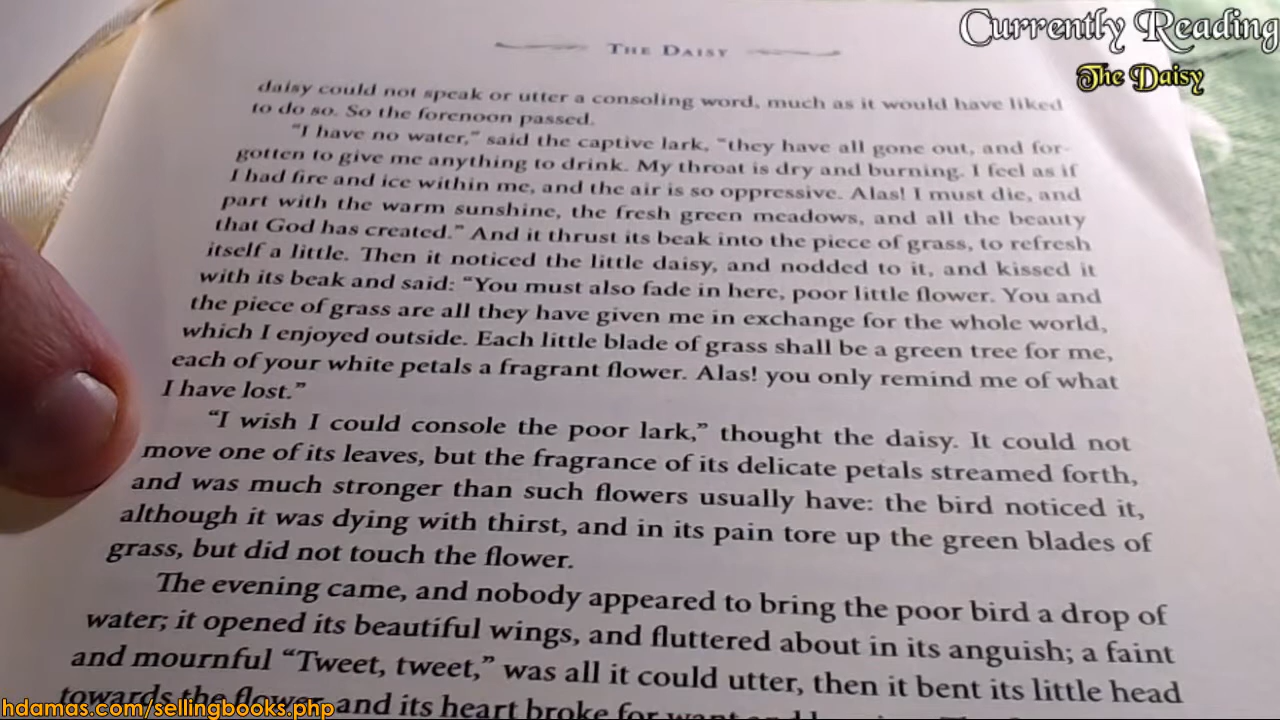 Currently Reading
The Daisy
THE DAISY
daisy could not speak or utter a consoling word, much as it would have liked
to do so. So the forenoon passed.
"I have no water," said the captive lark, "they have all gone out, and for-
gotten to give me anything to drink. My throat is dry and burning. I feel as if
I had fire and ice within me, and the air is so oppressive. Alas! I must die, and
part with the warm sunshine, the fresh green meadows, and all the beauty
that God has created." And it thrust its beak into the piece of grass, to refresh
itself a little. Then it noticed the little daisy, and nodded to it, and kissed it
with its beak and said: "You must also fade in here, poor little flower. You and
the piece of grass are all they have given me in exchange for the whole world,
which I enjoyed outside. Each little blade of grass shall be a green tree for me,
each of your white petals a fragrant flower. Alas! you only remind me of what
I have lost."
"I wish I could console the poor lark," thought the daisy. It could not
move one of its leaves, but the fragrance of its delicate petals streamed forth,
and was much stronger than such flowers usually have: the bird noticed it,
although it was dying with thirst, and in its pain tore up the green blades of
grass, but did not touch the flower.
The evening came, and nobody appeared to bring the poor bird a drop of
water; it opened its beautiful wings, and fluttered about in its anguish; a faint
and mournful "Tweet, tweet," was all it could utter, then it bent its little head
towards the flower, and its heart broke for want and
hdamas.com/sellingbooks.php